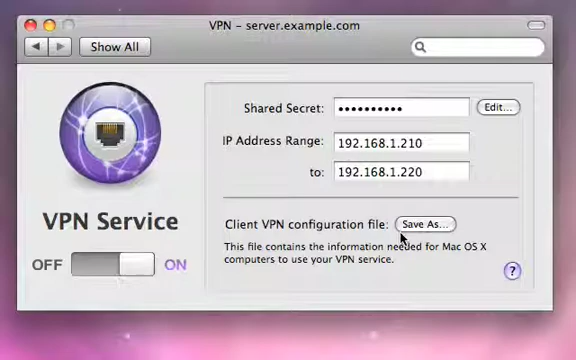 VPN – server.example.com
Show All
Shared Secret: •••••••••• Edit...
IP Address Range: 192.168.1.210
to: 192.168.1.220
VPN Service
OFF ON
Client VPN configuration file: Save As...
This file contains the information needed for Mac OS X
computers to use your VPN service.
?